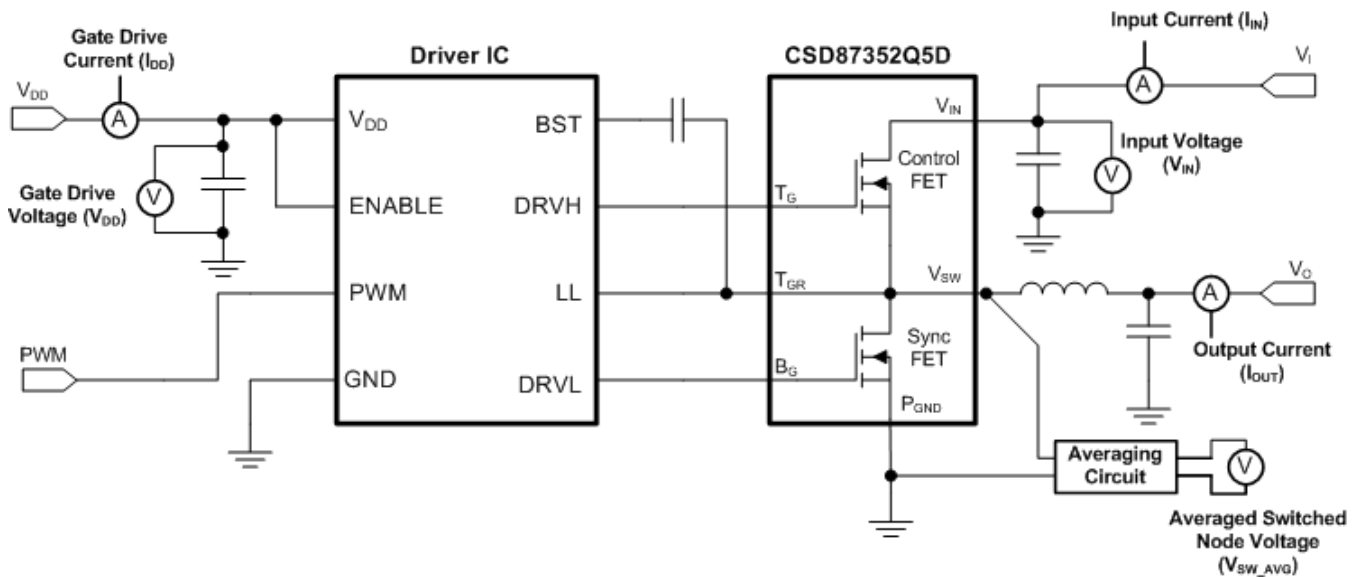 Gate Drive
Current (IDD)
VDD
A
V
Gate Drive
Voltage (VDD)
PWM
Driver IC
VDD
BST
ENABLE
DRVH
PWM
LL
GND
DRVL
CSD87352Q5D
VIN
Control
FET
TG
TGR
VSW
Sync
FET
BG
PGND
Input Current (IIN)
VI
A
Input Voltage
(VIN)
V
VO
A
Output Current
(IOUT)
Averaging
Circuit
V
Averaged Switched
Node Voltage
(VSW_AVG)